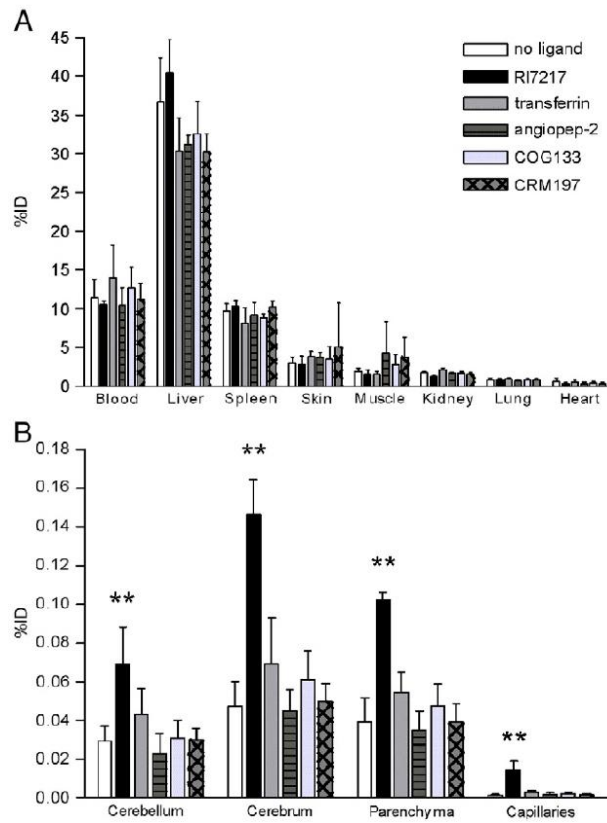 A
45
40
35
30
25
20
15
10
5
0
%ID
no ligand
RI7217
transferrin
angiopep-2
COG133
CRM197
Blood Liver Spleen Skin Muscle Kidney Lung Heart
B
0.18
0.16
0.14
0.12
0.10
0.08
0.06
0.04
0.02
0.00
%ID
**
**
**
**
Cerebellum Cerebrum Parenchyma Capillaries